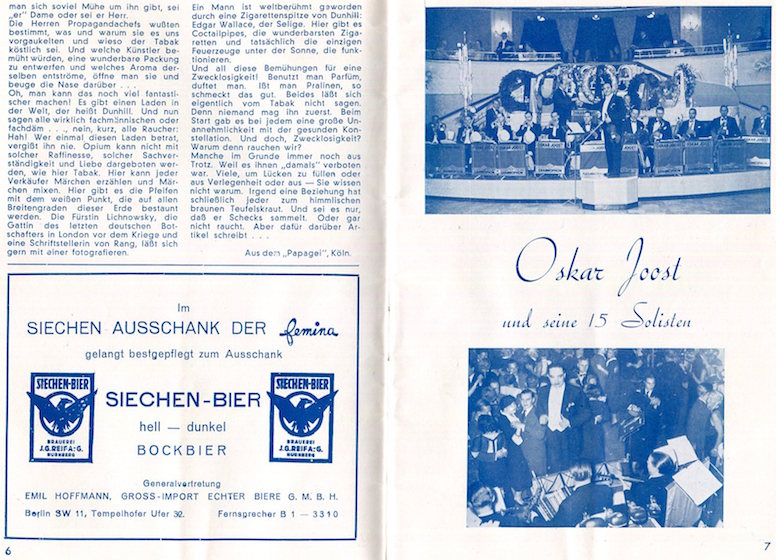 man sich soviel Mühe um ihn gibt, sei
„er" Dame oder sei er Herr.
Die Herren Propagandachefs wußten
bestimmt, was und warum sie es uns
vorgaukelten und wieso der Tabak
köstlich sei. Und welche Künstler be-
müht würden, eine wunderbare Packung
zu entwerfen und welches Aroma der-
selben entströme, öffne man sie und
beuge die Nase darüber . . .
Oh, man kann das noch viel fantasti-
scher machen! Es gibt einen Laden in
der Welt, der heißt Dunhill. Und nun
sagen alle wirklich fachmännischen oder
fachdäm . . ., nein, kurz, alle Raucher:
Hah! Wer einmal diesen Laden betrat,
vergißt ihn nie. Opium kann nicht mit
solcher Raffinesse, solcher Sachver-
ständigkeit und Liebe dargeboten wer-
den, wie hier Tabak. Hier kann jeder
Verkäufer Märchen erzählen und Mär-
chen mixen. Hier gibt es die Pfeifen
mit dem weißen Punkt, die auf allen
Breitengraden dieser Erde bestaunt
werden. Die Fürstin Lichnowsky, die
Gattin des letzten deutschen Bot-
schafters in London vor dem Kriege und
eine Schriftstellerin von Rang, läßt sich
gern mit einer fotografieren.
Ein Mann ist weltberühmt geworden
durch eine Zigarettenspitze von Dunhill:
Edgar Wallace, der Selige. Hier gibt es
Coctailpipes, die wunderbarsten Ziga-
retten und tatsächlich die einzigen
Feuerzeuge unter der Sonne, die funk-
tionieren.
Und all diese Bemühungen für eine
Zwecklosigkeit! Benutzt man Parfüm,
duftet man. Ißt man Pralinen, so
schmeckt das gut. Beides läßt sich
eigentlich vom Tabak nicht sagen.
Denn niemand mag ihn zuerst. Beim
Start gab es bei jedem eine große Un-
annehmlichkeit mit der gesunden Kon-
stellation. Und doch, Zwecklosigkeit?
Warum denn rauchen wir?
Manche im Grunde immer noch aus
Trotz. Weil es ihnen „damals" verboten
war. Viele, um Lücken zu füllen oder
aus Verlegenheit oder aus — Sie wissen
nicht warum. Irgend eine Beziehung hat
schließlich jeder zum himmlischen
braunen Teufelskraut. Und sei es nur,
daß er Schecks sammelt. Oder gar
nicht raucht. Aber dafür darüber Ar-
tikel schreibt . . .
Aus dem „Papagei", Köln.
Im
SIECHEN AUSSCHANK DER femina
gelangt bestgepflegt zum Ausschank
SIECHEN-BIER
BRAUEREI
J.G.REIF A:-G.
NÜRNBERG
SIECHEN-BIER
hell — dunkel
BOCKBIER
SIECHEN-BIER
BRAUEREI
J.G.REIF A:-G.
NÜRNBERG
Generalvertretung
EMIL HOFFMANN, GROSS-IMPORT ECHTER BIERE G. M. B. H.
Berlin SW 11, Tempelhofer Ufer 32.
Fernsprecher B 1 — 3310
6
Oskar Joost
und seine 15 Solisten
7